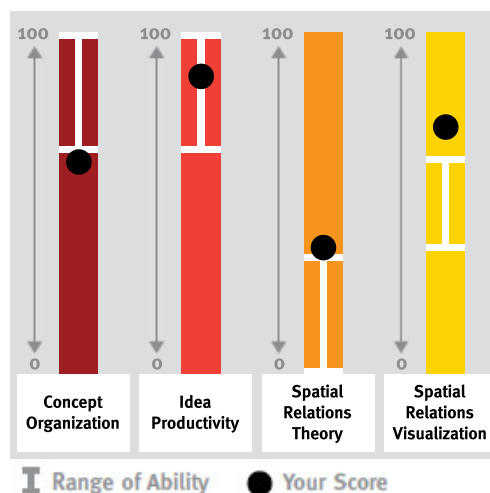 100 100 100 100
0 0 0 0
Concept
Organization
Idea
Productivity
Spatial
Relations
Theory
Spatial
Relations
Visualization
Range of Ability Your Score